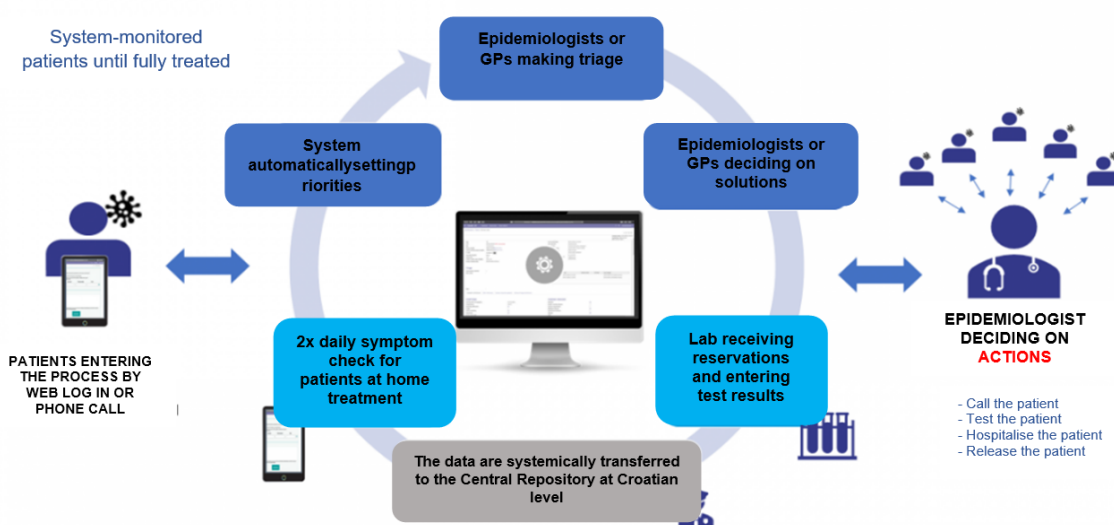 System-monitored
patients until fully treated
Epidemiologists or
GPs making triage
System
automaticallysettingp
riorities
Epidemiologists or
GPs deciding on
solutions
PATIENTS ENTERING
THE PROCESS BY
WEB LOG IN OR
PHONE CALL
2x daily symptom
check for
patients at home
treatment
Lab receiving
reservations
and entering
test results
EPIDEMIOLOGIST
DECIDING ON
ACTIONS
- Call the patient
- Test the patient
- Hospitalise the patient
- Release the patient
The data are systemically transferred
to the Central Repository at Croatian
level